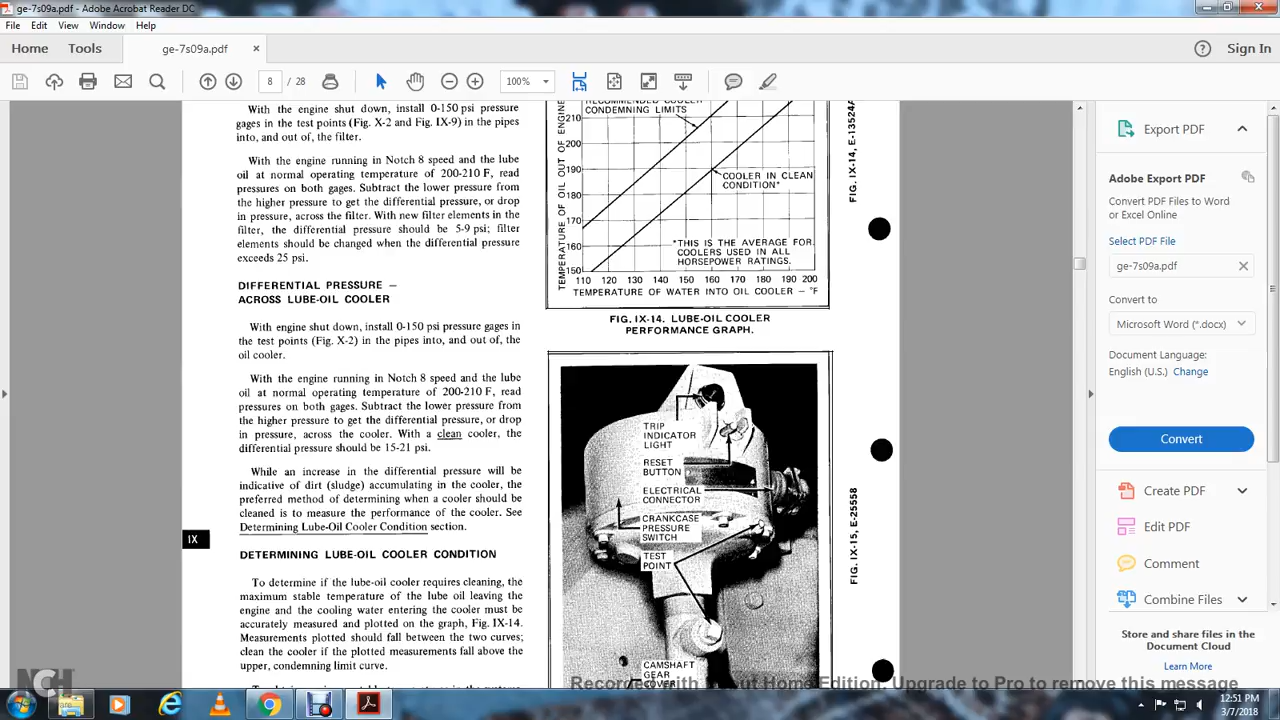 ge-7s09a.pdf - Adobe Acrobat Reader DC
File Edit View Window Help
Home Tools ge-7s09a.pdf × Sign In
8 / 28 100%
With the engine shut down, install 0-150 psi pressure
gages in the test points (Fig. X-2 and Fig. IX-9) in the pipes
into, and out of, the filter.
With the engine running in Notch 8 speed and the lube
oil at normal operating temperature of 200-210 F, read
pressures on both gages. Subtract the lower pressure from
the higher pressure to get the differential pressure, or drop
in pressure, across the filter. With new filter elements in the
filter, the differential pressure should be 5-9 psi; filter
elements should be changed when the differential pressure
exceeds 25 psi.
DIFFERENTIAL PRESSURE –
ACROSS LUBE-OIL COOLER
With engine shut down, install 0-150 psi pressure gages in
the test points (Fig. X-2) in the pipes into, and out of, the
oil cooler.
With the engine running in Notch 8 speed and the lube
oil at normal operating temperature of 200-210 F, read
pressures on both gages. Subtract the lower pressure from
the higher pressure to get the differential pressure, or drop
in pressure, across the cooler. With a clean cooler, the
differential pressure should be 15-21 psi.
While an increase in the differential pressure will be
indicative of dirt (sludge) accumulating in the cooler, the
preferred method of determining when a cooler should be
cleaned is to measure the performance of the cooler. See
Determining Lube-Oil Cooler Condition section.
IX
DETERMINING LUBE-OIL COOLER CONDITION
To determine if the lube-oil cooler requires cleaning, the
maximum stable temperature of the lube oil leaving the
engine and the cooling water entering the cooler must be
accurately measured and plotted on the graph, Fig. IX-14.
Measurements plotted should fall between the two curves;
clean the cooler if the plotted measurements fall above the
upper, condemning limit curve.
RECOMMENDED COOLER
CONDEMNING LIMITS
TEMPERATURE OF OIL OUT OF ENGINE
210
200
190
180
170
160
150
COOLER IN CLEAN
CONDITION*
*THIS IS THE AVERAGE FOR
COOLERS USED IN ALL
HORSEPOWER RATINGS.
110 120 130 140 150 160 170 180 190 200
TEMPERATURE OF WATER INTO OIL COOLER – °F
FIG. IX-14, E-13524A
FIG. IX-14. LUBE-OIL COOLER
PERFORMANCE GRAPH.
TRIP
INDICATOR
LIGHT
RESET
BUTTON
ELECTRICAL
CONNECTOR
CRANKCASE
PRESSURE
SWITCH
TEST
POINT
CAMSHAFT
GEAR
COVER
FIG. IX-15, E-25558
Export PDF
Adobe Export PDF
Convert PDF Files to Word
or Excel Online
Select PDF File
ge-7s09a.pdf
Convert to
Microsoft Word (*.docx)
Document Language:
English (U.S.) Change
Convert
Create PDF
Edit PDF
Comment
Combine Files
Store and share files in the
Document Cloud
Learn More
NCH
12:51 PM
3/7/2018